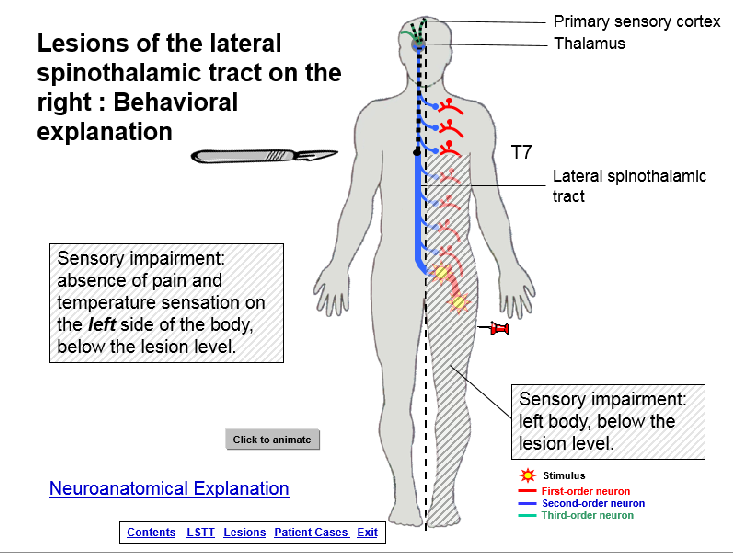 Lesions of the lateral
spinothalamic tract on the
right : Behavioral
explanation
Primary sensory cortex
Thalamus
T7
Lateral spinothalamic
tract
Sensory impairment:
absence of pain and
temperature sensation on
the left side of the body,
below the lesion level.
Sensory impairment:
left body, below the
lesion level.
Click to animate
Stimulus
First-order neuron
Second-order neuron
Third-order neuron
Neuroanatomical Explanation
Contents LSTT Lesions Patient Cases Exit